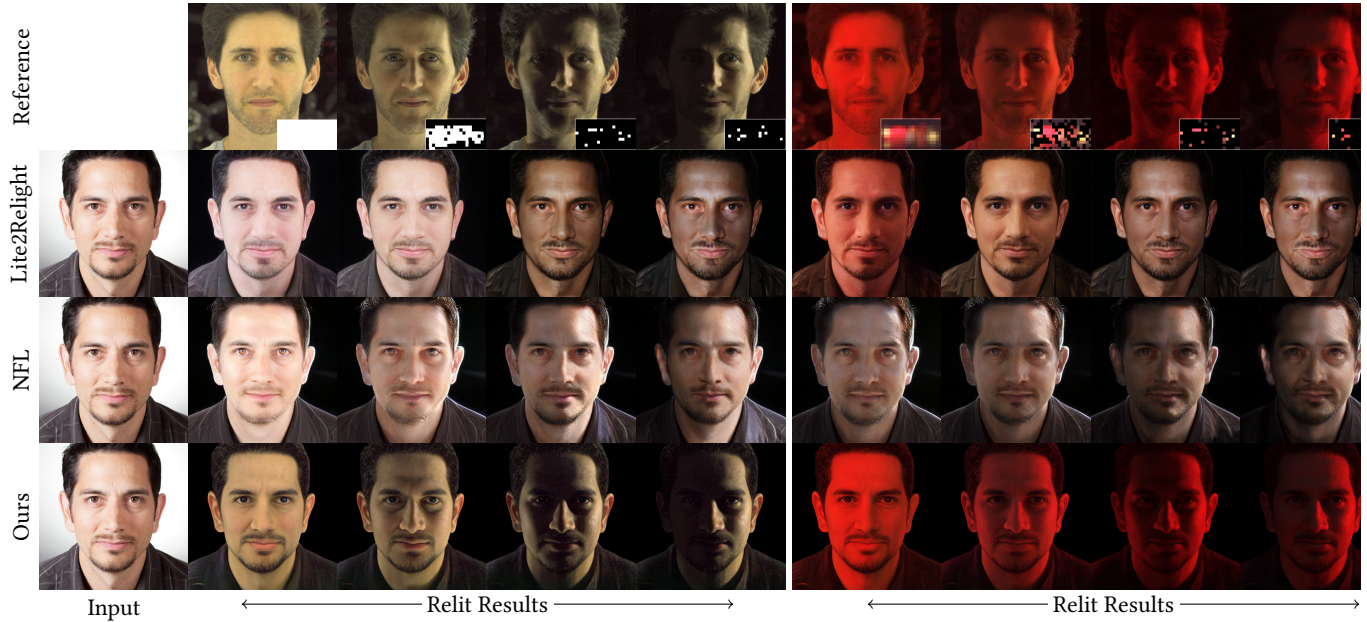 Reference
Lite2Relight
NFL
Ours
Input
Relit Results
Relit Results